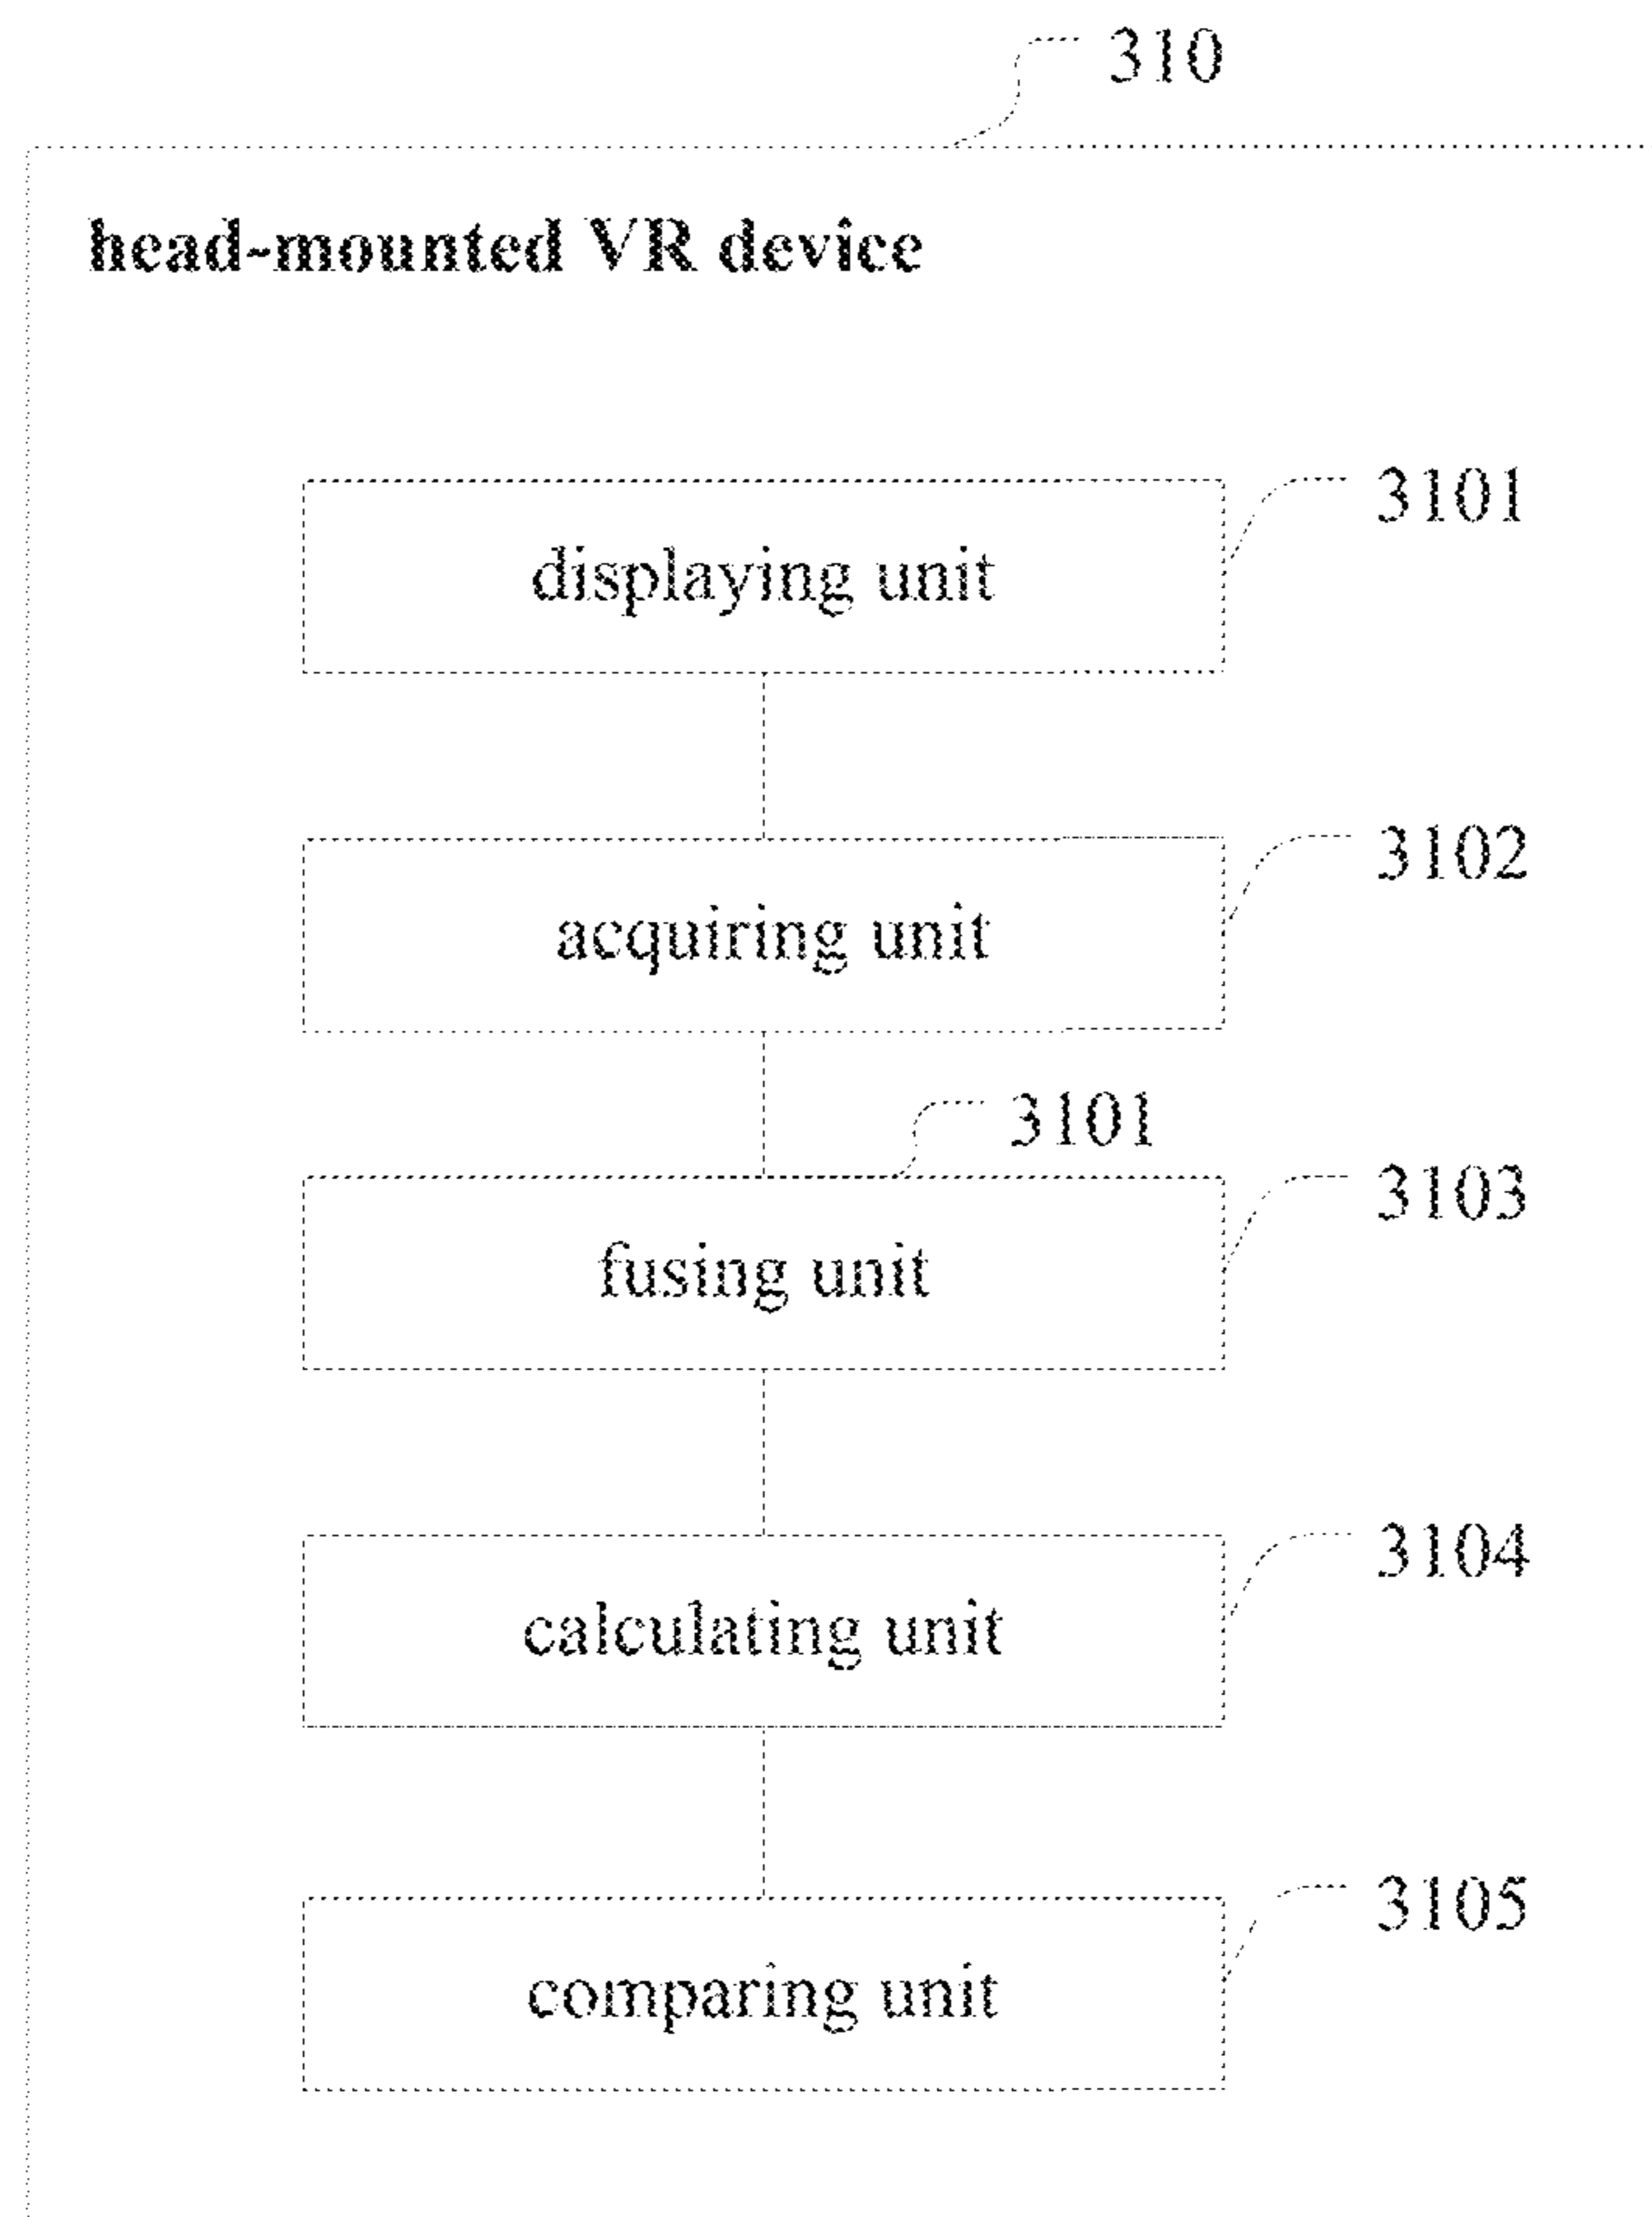 310
head-mounted VR device
3101
displaying unit
3102
acquiring unit
3101
3103
fusing unit
3104
calculating unit
3105
comparing unit